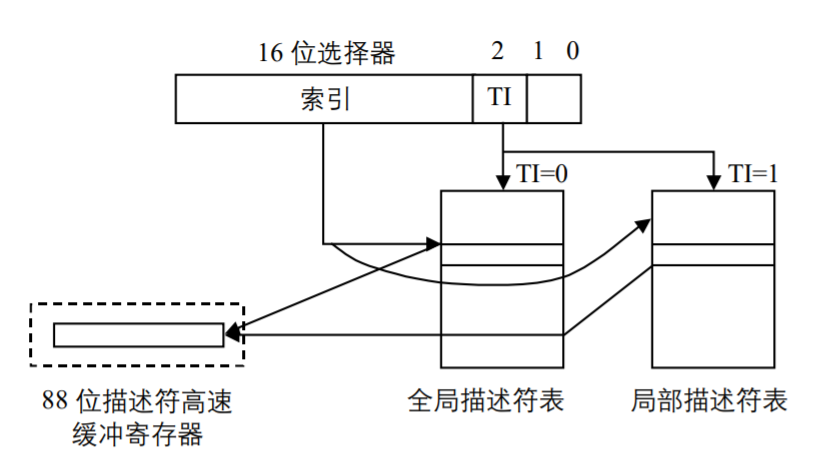 16 位选择器 2 1 0
索引 TI
TI=0 TI=1
88 位描述符高速
缓冲寄存器
全局描述符表 局部描述符表